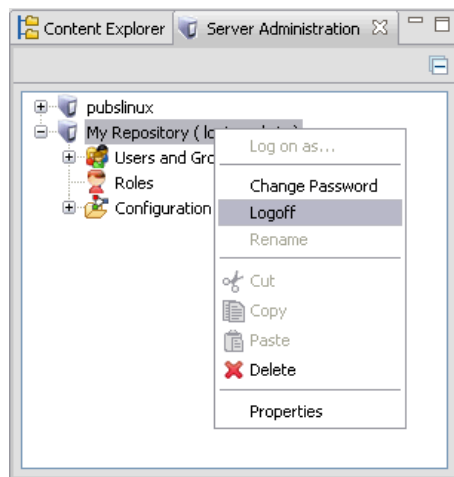 Content Explorer
Server Administration
pubslinux
My Repository (
Users and
Roles
Configuration
Log on as...
Change Password
Logoff
Rename
Cut
Copy
Paste
Delete
Properties